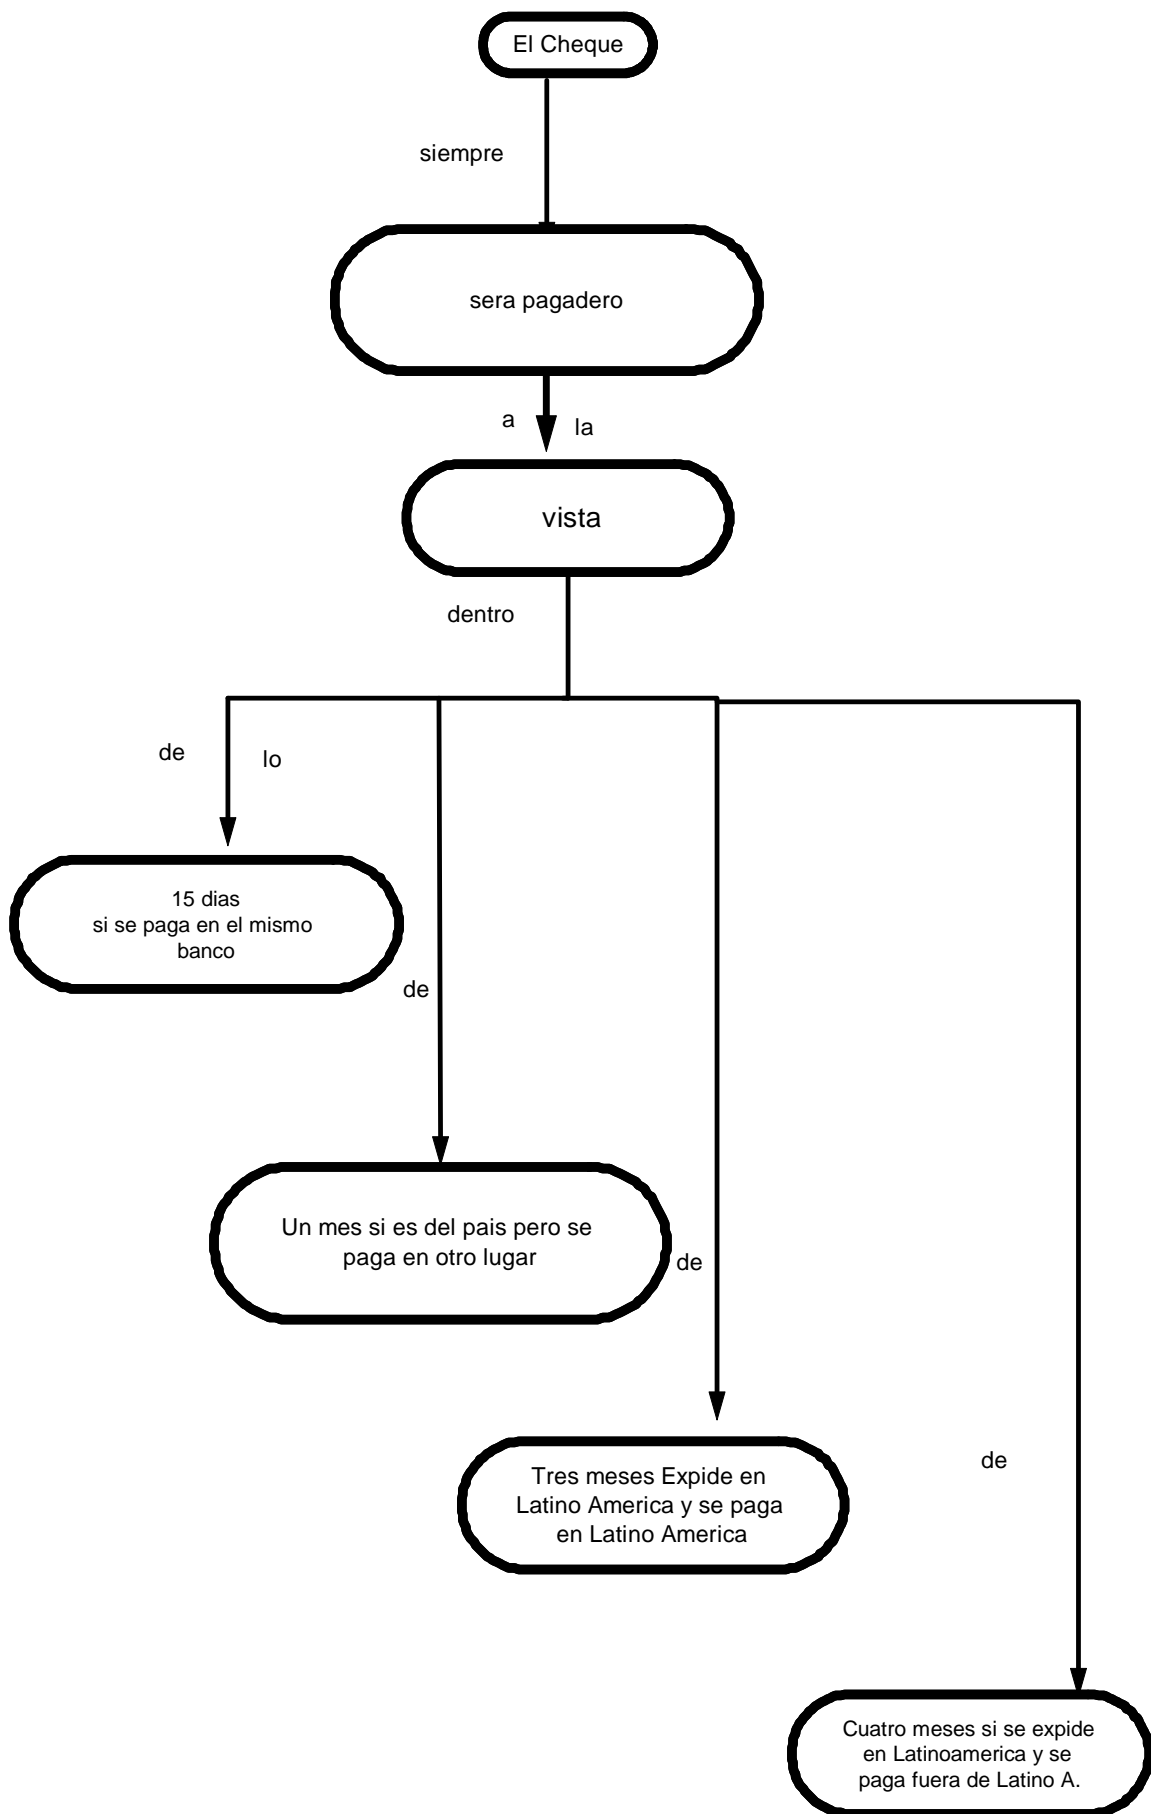 El Cheque
siempre
sera pagadero
a
la
vista
dentro
de
lo
15 dias
si se paga en el mismo
banco
de
Un mes si es del pais pero se
paga en otro lugar
de
Tres meses Expide en
Latino America y se paga
en Latino America
de
Cuatro meses si se expide
en Latinoamerica y se
paga fuera de Latino A.